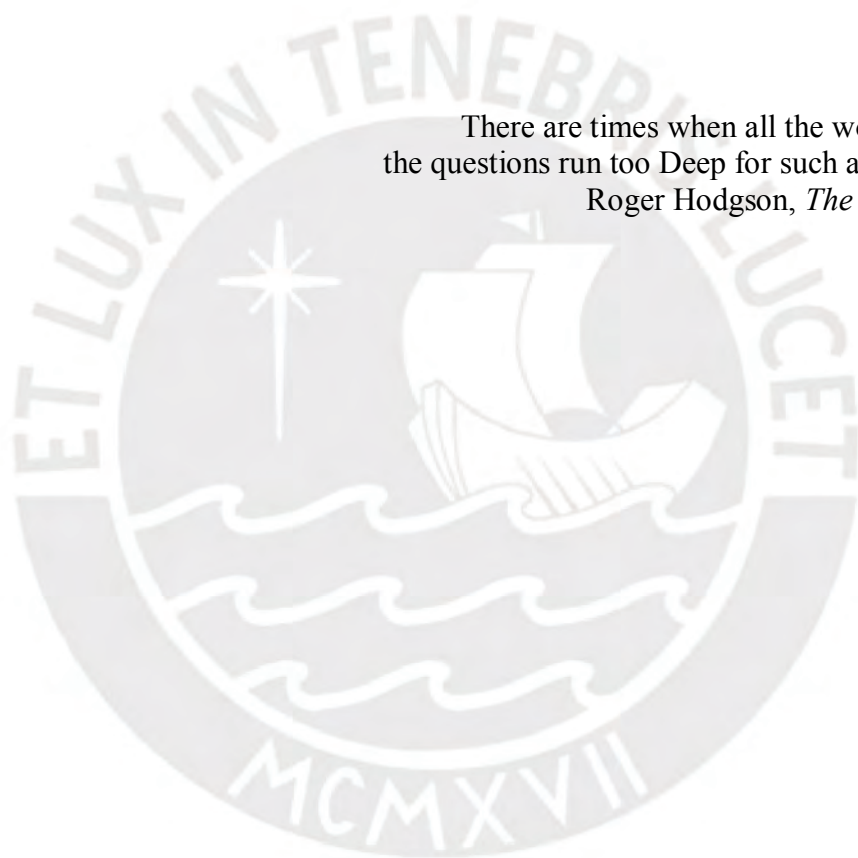 There are times when all the
the questions run too Deep for such a
Roger Hodgson, The
ET LUX IN TENEBRIS LUCET
MCMXVII